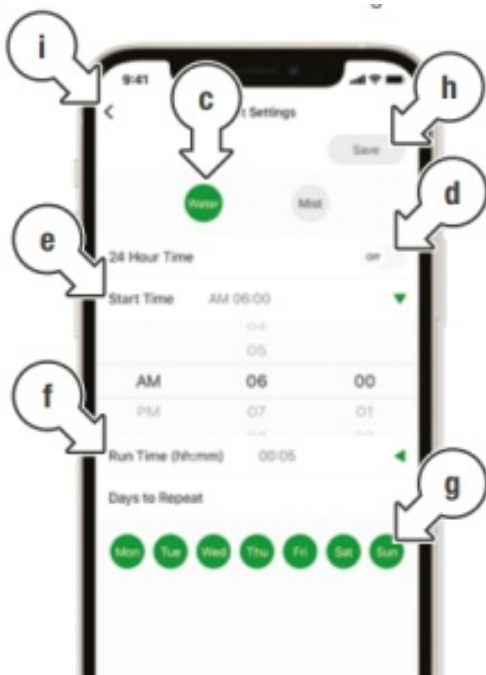 i
c
h
9:41
t Settings
Save
Water
Mist
d
e
24 Hour Time
Off
Start Time AM 06:00
04
05
AM 06 00
PM 07 01
f
Run Time (hh:mm) 00:05
g
Days to Repeat
Mon Tue Wed Thu Fri Sat Sun